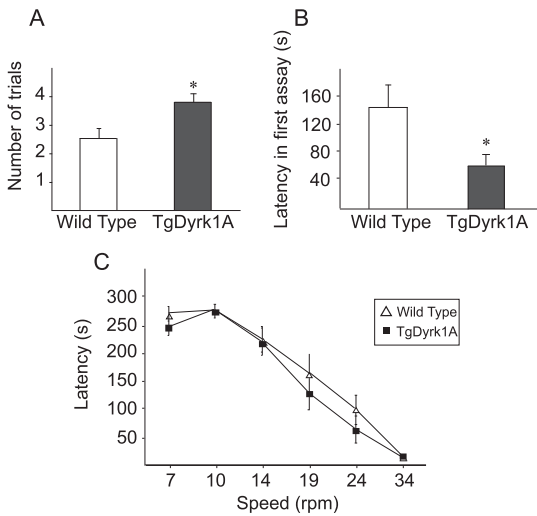 A
Number of trials
4
3
2
1
*
Wild Type TgDyrk1A
B
Latency in first assay (s)
160
120
80
40
*
Wild Type TgDyrk1A
C
Latency (s)
300
250
200
150
100
50
Wild Type
TgDyrk1A
7 10 14 19 24 34
Speed (rpm)